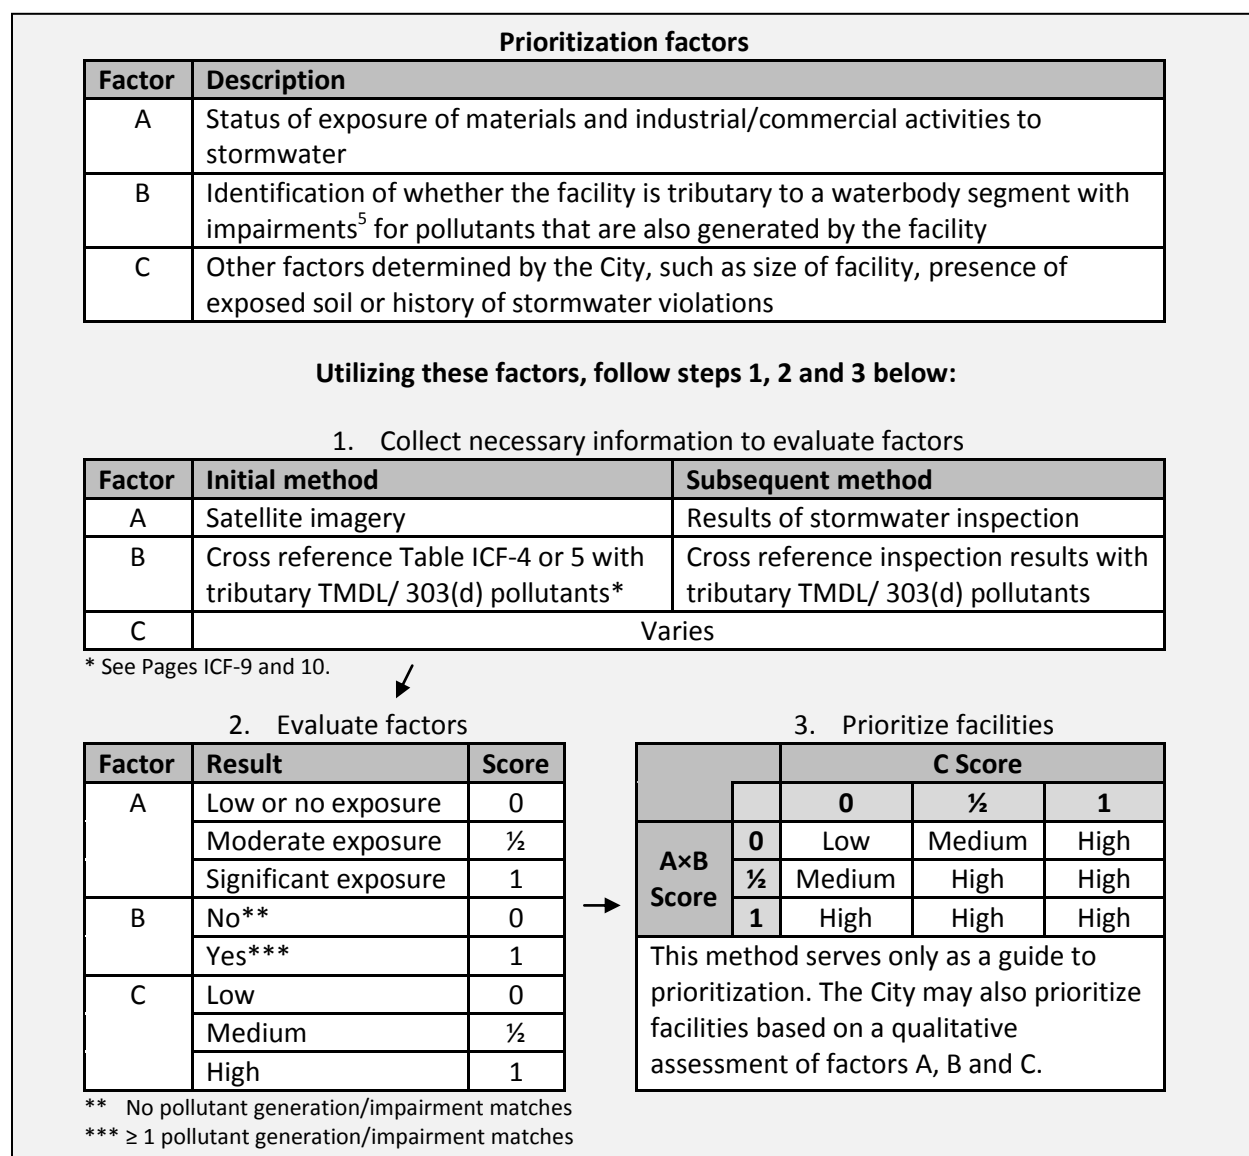 Prioritization factors
Factor Description
A Status of exposure of materials and industrial/commercial activities to
stormwater
B Identification of whether the facility is tributary to a waterbody segment with
impairments5 for pollutants that are also generated by the facility
C Other factors determined by the City, such as size of facility, presence of
exposed soil or history of stormwater violations
Utilizing these factors, follow steps 1, 2 and 3 below:
1. Collect necessary information to evaluate factors
Factor Initial method Subsequent method
A Satellite imagery Results of stormwater inspection
B Cross reference Table ICF-4 or 5 with Cross reference inspection results with
tributary TMDL/ 303(d) pollutants* tributary TMDL/ 303(d) pollutants
C Varies
* See Pages ICF-9 and 10.
2. Evaluate factors
Factor Result Score
A Low or no exposure 0
Moderate exposure ½
Significant exposure 1
B No** 0
Yes*** 1
C Low 0
Medium ½
High 1
** No pollutant generation/impairment matches
*** ≥ 1 pollutant generation/impairment matches
3. Prioritize facilities
C Score
0 ½ 1
A×B
Score
0 Low Medium High
½ Medium High High
1 High High High
This method serves only as a guide to
prioritization. The City may also prioritize
facilities based on a qualitative
assessment of factors A, B and C.